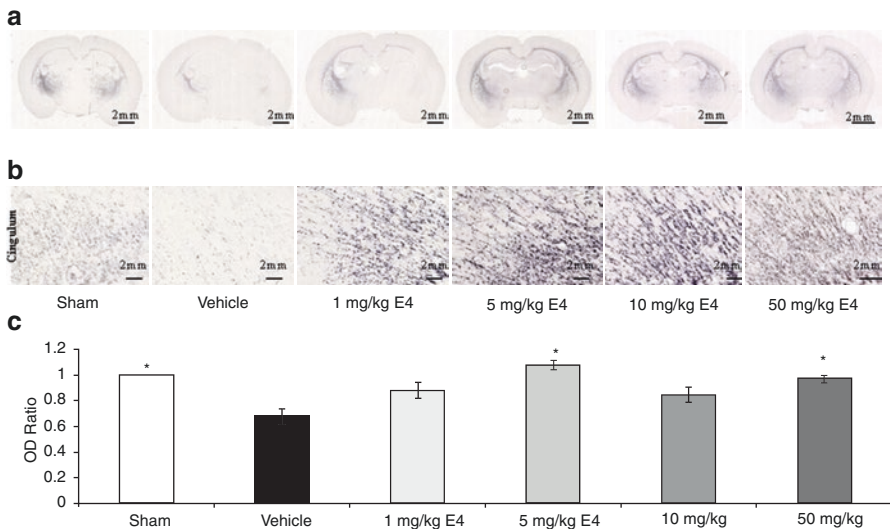 a
2mm 2mm 2mm 2mm 2mm 2mm
b
Cingulum
2mm 2mm 2mm 2mm 2mm 2mm
Sham Vehicle 1 mg/kg E4 5 mg/kg E4 10 mg/kg E4 50 mg/kg E4
c
1.2
1
0.8
0.6
0.4
0.2
0
OD Ratio
* * *
Sham Vehicle 1 mg/kg E4 5 mg/kg E4 10 mg/kg 50 mg/kg